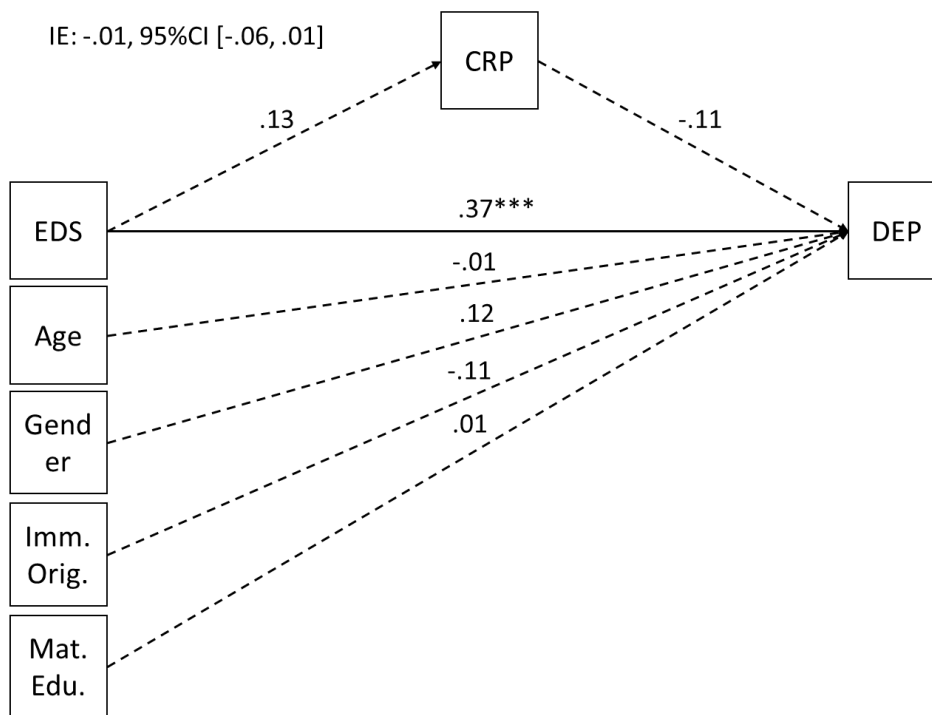 IE: -.01, 95%CI [-.06, .01]
CRP
.13
-.11
EDS
.37***
DEP
-.01
Age
.12
Gend
er
-.11
.01
Imm.
Orig.
Mat.
Edu.